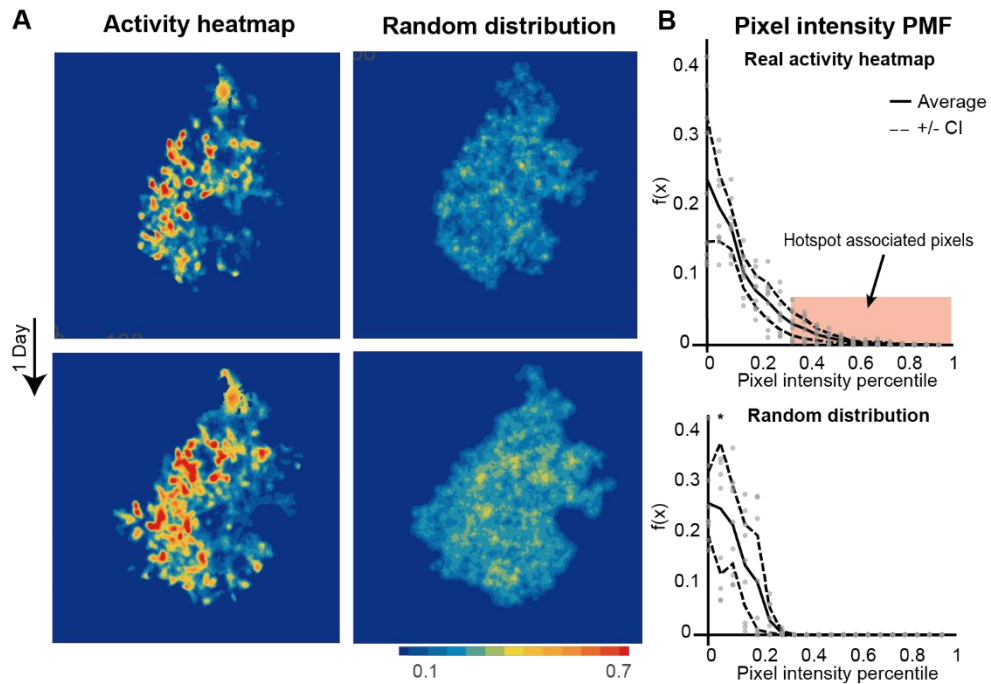 A
Activity heatmap
Random distribution
1 Day
0.1
0.7
B
Pixel intensity PMF
Real activity heatmap
Average
+/- CI
Hotspot associated pixels
f(x)
0.4
0.3
0.2
0.1
0
0
0.2
0.4
0.6
0.8
1
Pixel intensity percentile
Random distribution
*
f(x)
0.4
0.3
0.2
0.1
0
0
0.2
0.4
0.6
0.8
1
Pixel intensity percentile